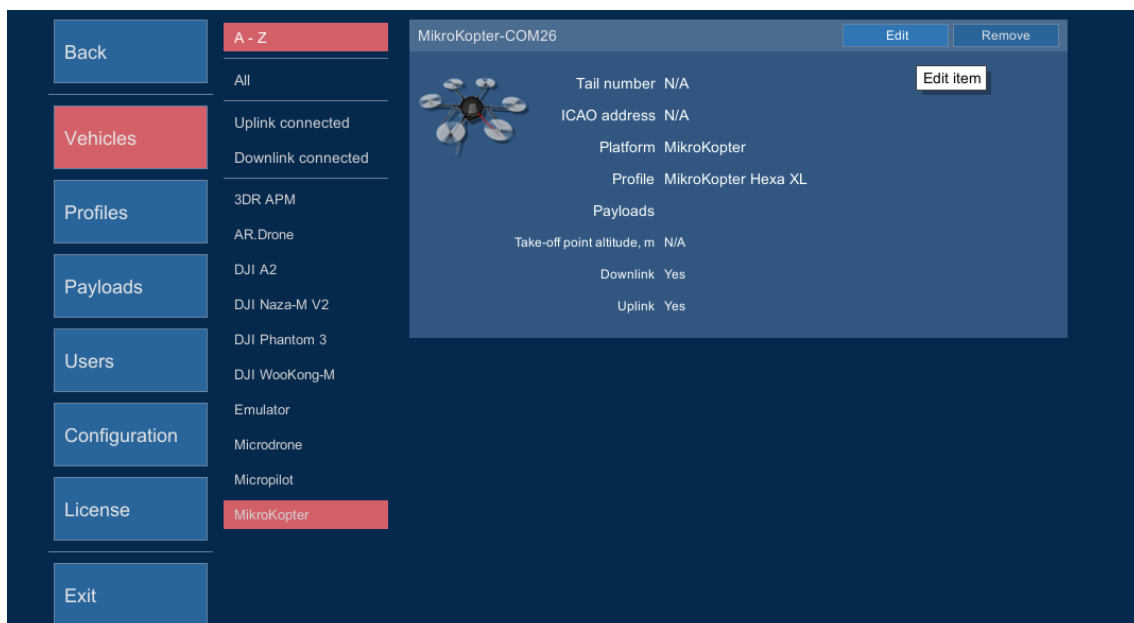 Back
Vehicles
Profiles
Payloads
Users
Configuration
License
Exit
A - Z
All
Uplink connected
Downlink connected
3DR APM
AR.Drone
DJI A2
DJI Naza-M V2
DJI Phantom 3
DJI WooKong-M
Emulator
Microdrone
Micropilot
MikroKopter
MikroKopter-COM26
Edit
Remove
Edit item
Tail number N/A
ICAO address N/A
Platform MikroKopter
Profile MikroKopter Hexa XL
Payloads
Take-off point altitude, m N/A
Downlink Yes
Uplink Yes